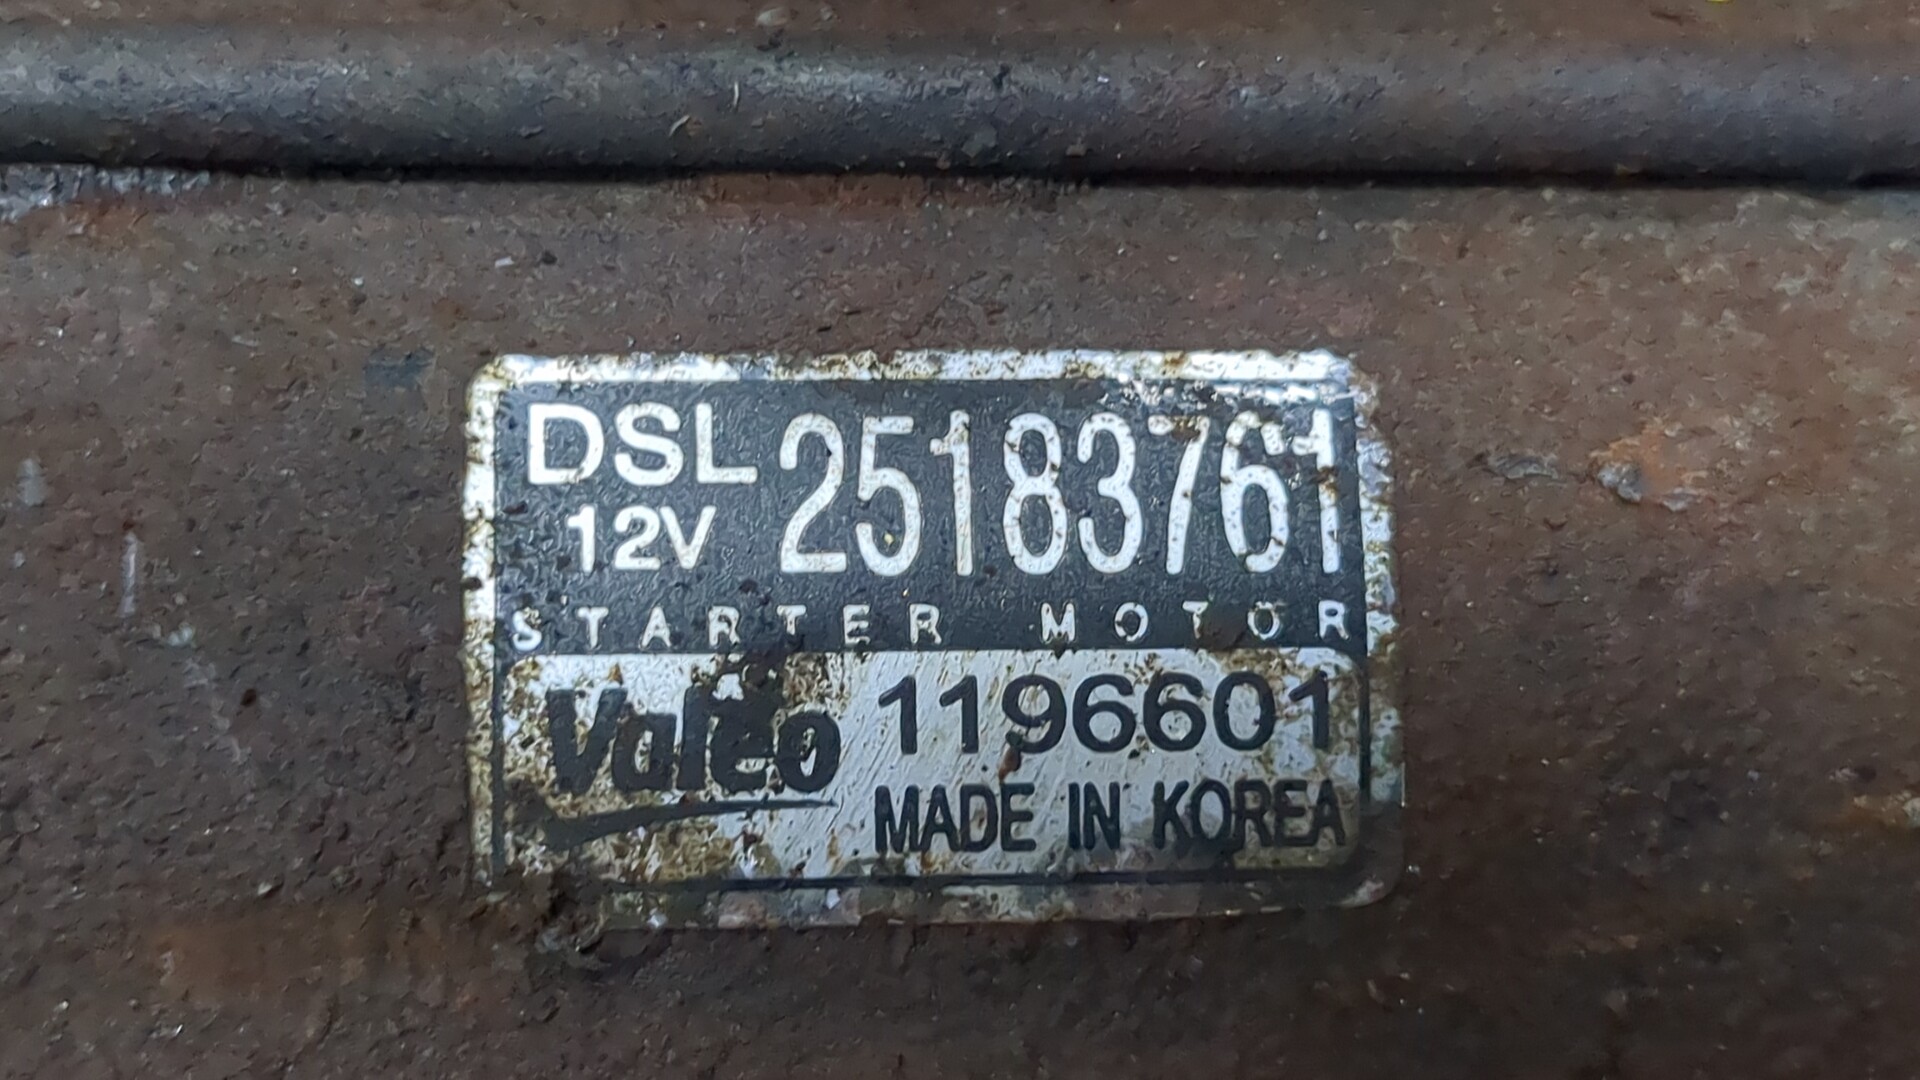 DSL 25183761
12V
STARTER MOTOR
Valeo 1196601
MADE IN KOREA